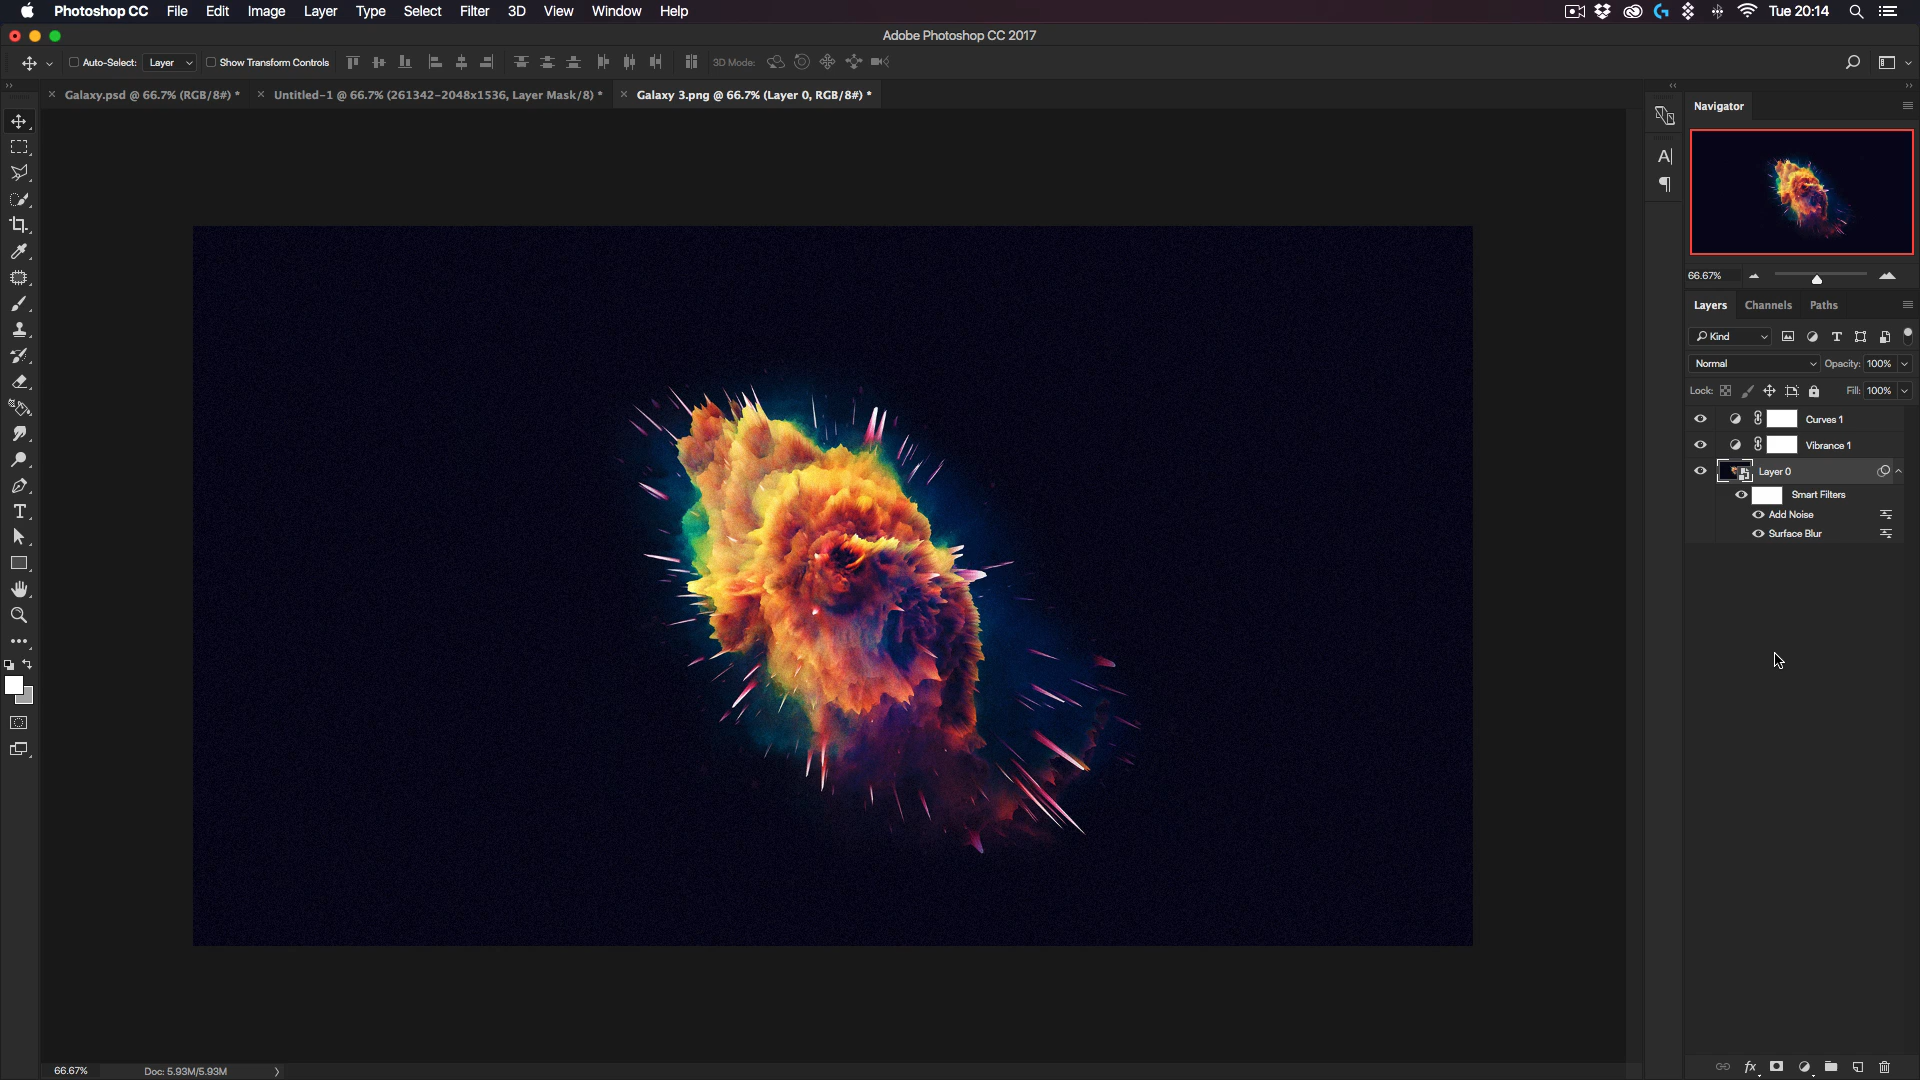 Photoshop CC File Edit Image Layer Type Select Filter 3D View Window Help Tue 20:14
Adobe Photoshop CC 2017
Auto-Select: Layer Show Transform Controls 3D Mode:
Galaxy.psd @ 66.7% (RGB/8#) * Untitled-1 @ 66.7% (261342-2048x1536, Layer Mask/8) * Galaxy 3.png @ 66.7% (Layer 0, RGB/8#) *
Navigator
66.67%
Layers Channels Paths
Kind
Normal Opacity: 100%
Lock: Fill: 100%
Curves 1
Vibrance 1
Layer 0
Smart Filters
Add Noise
Surface Blur
66.67% Doc: 5.93M/5.93M
fx